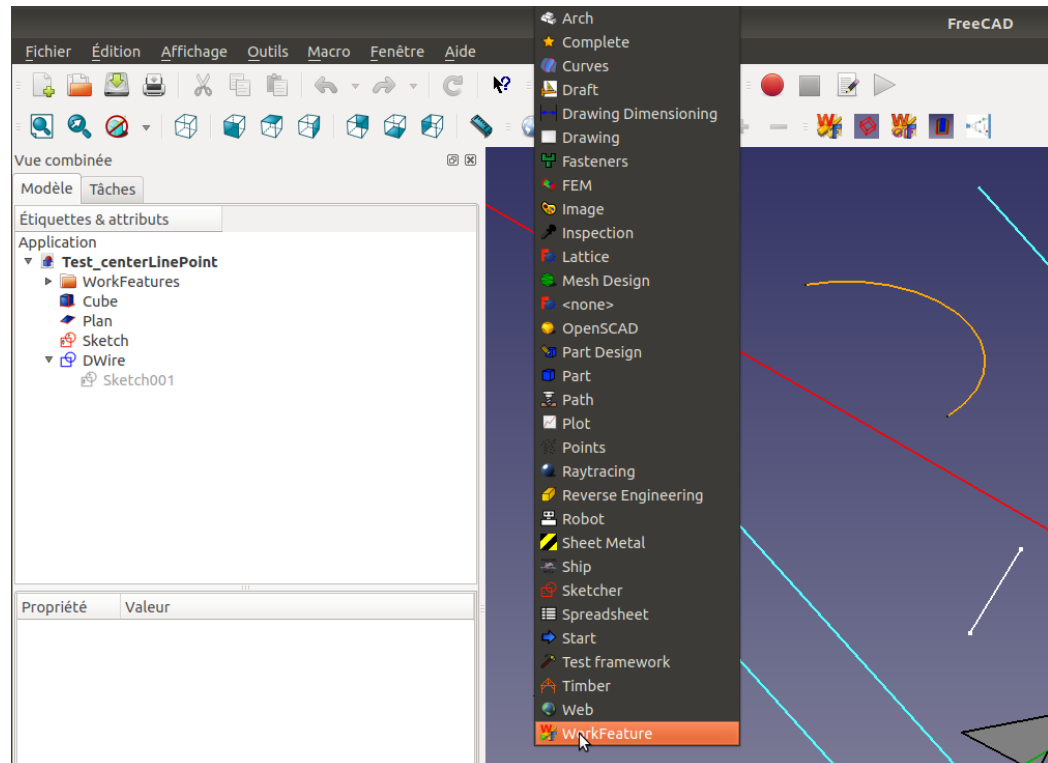 FreeCAD
Fichier Édition Affichage Outils Macro Fenêtre Aide
Vue combinée
Modèle Tâches
Étiquettes & attributs
Application
Test_centerLinePoint
WorkFeatures
Cube
Plan
Sketch
DWire
Sketch001
Propriété Valeur
Arch
Complete
Curves
Draft
Drawing Dimensioning
Drawing
Fasteners
FEM
Image
Inspection
Lattice
Mesh Design
<none>
OpenSCAD
Part Design
Part
Path
Plot
Points
Raytracing
Reverse Engineering
Robot
Sheet Metal
Ship
Sketcher
Spreadsheet
Start
Test framework
Timber
Web
WorkFeature